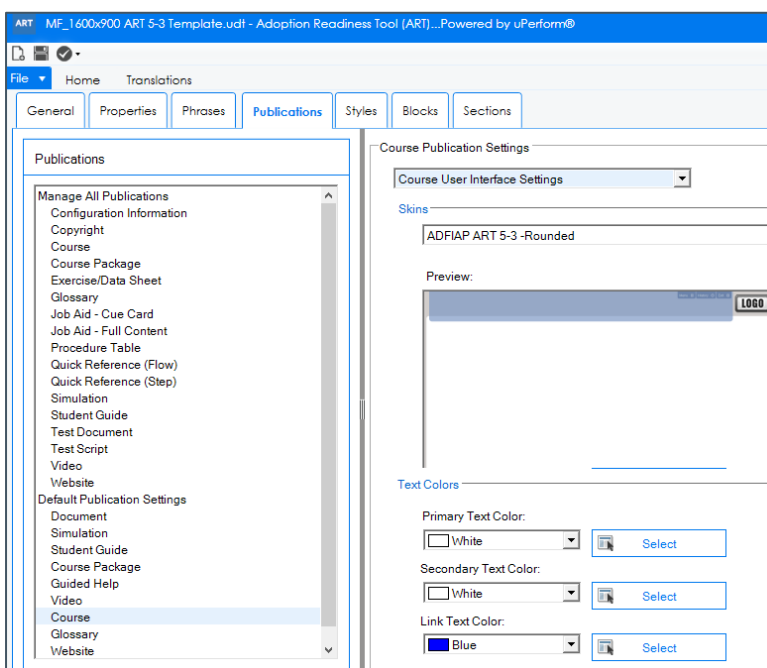 ART MF_1600x900 ART 5-3 Template.udt - Adoption Readiness Tool (ART)...Powered by uPerform®
File Home Translations
General Properties Phrases Publications Styles Blocks Sections
Publications
Manage All Publications
Configuration Information
Copyright
Course
Course Package
Exercise/Data Sheet
Glossary
Job Aid - Cue Card
Job Aid - Full Content
Procedure Table
Quick Reference (Flow)
Quick Reference (Step)
Simulation
Student Guide
Test Document
Test Script
Video
Website
Default Publication Settings
Document
Simulation
Student Guide
Course Package
Guided Help
Video
Course
Glossary
Website
Course Publication Settings
Course User Interface Settings
Skins
ADFIAP ART 5-3 -Rounded
Preview:
LOGO
Text Colors
Primary Text Color:
White Select
Secondary Text Color:
White Select
Link Text Color:
Blue Select